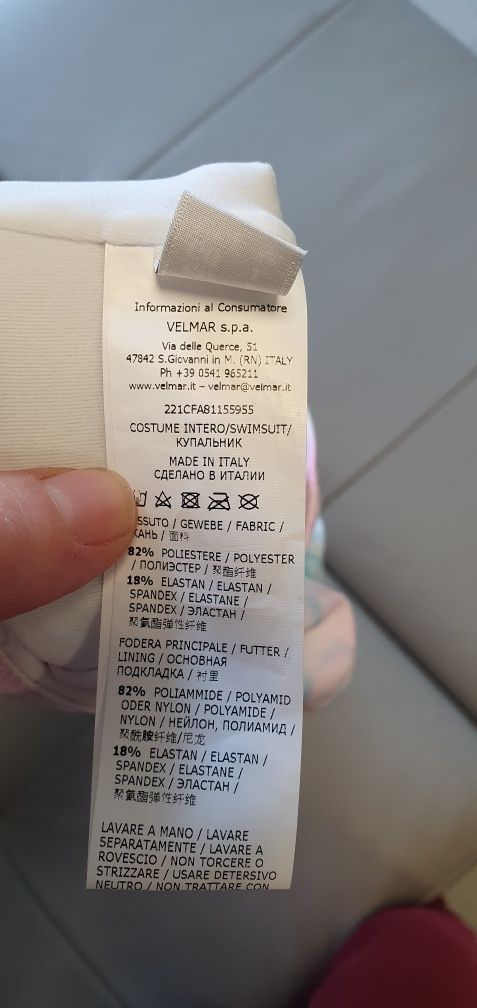 Informazioni al Consumatore
VELMAR s.p.a.
Via delle Querce, 51
47842 S.Giovanni in M. (RN) ITALY
Ph +39 0541 965211
www.velmar.it – velmar@velmar.it
221CFA81155955
COSTUME INTERO/SWIMSUIT/
КУПАЛЬНИК
MADE IN ITALY
СДЕЛАНО В ИТАЛИИ
/ GEWEBE / FABRIC /
/ 面料
82% POLIESTERE / POLYESTER
/ ПОЛИЭСТЕР / 聚酯纤维
18% ELASTAN / ELASTAN /
SPANDEX / ELASTANE /
SPANDEX / ЭЛАСТАН /
聚氨酯弹性纤维
FODERA PRINCIPALE / FUTTER /
LINING / ОСНОВНАЯ
ПОДКЛАДКА / 衬里
82% POLIAMMIDE / POLYAMID
ODER NYLON / POLYAMIDE /
NYLON / НЕЙЛОН, ПОЛИАМИД /
聚酰胺纤维/尼龙
18% ELASTAN / ELASTAN /
SPANDEX / ELASTANE /
SPANDEX / ЭЛАСТАН /
聚氨酯弹性纤维
LAVARE A MANO / LAVARE
SEPARATAMENTE / LAVARE A
ROVESCIO / NON TORCERE O
STRIZZARE / USARE DETERSIVO
NEUTRO / NON TRATTARE CON